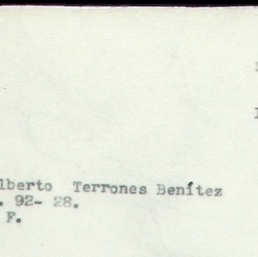 lberto Terrones Benítez
. 92- 28.
F.